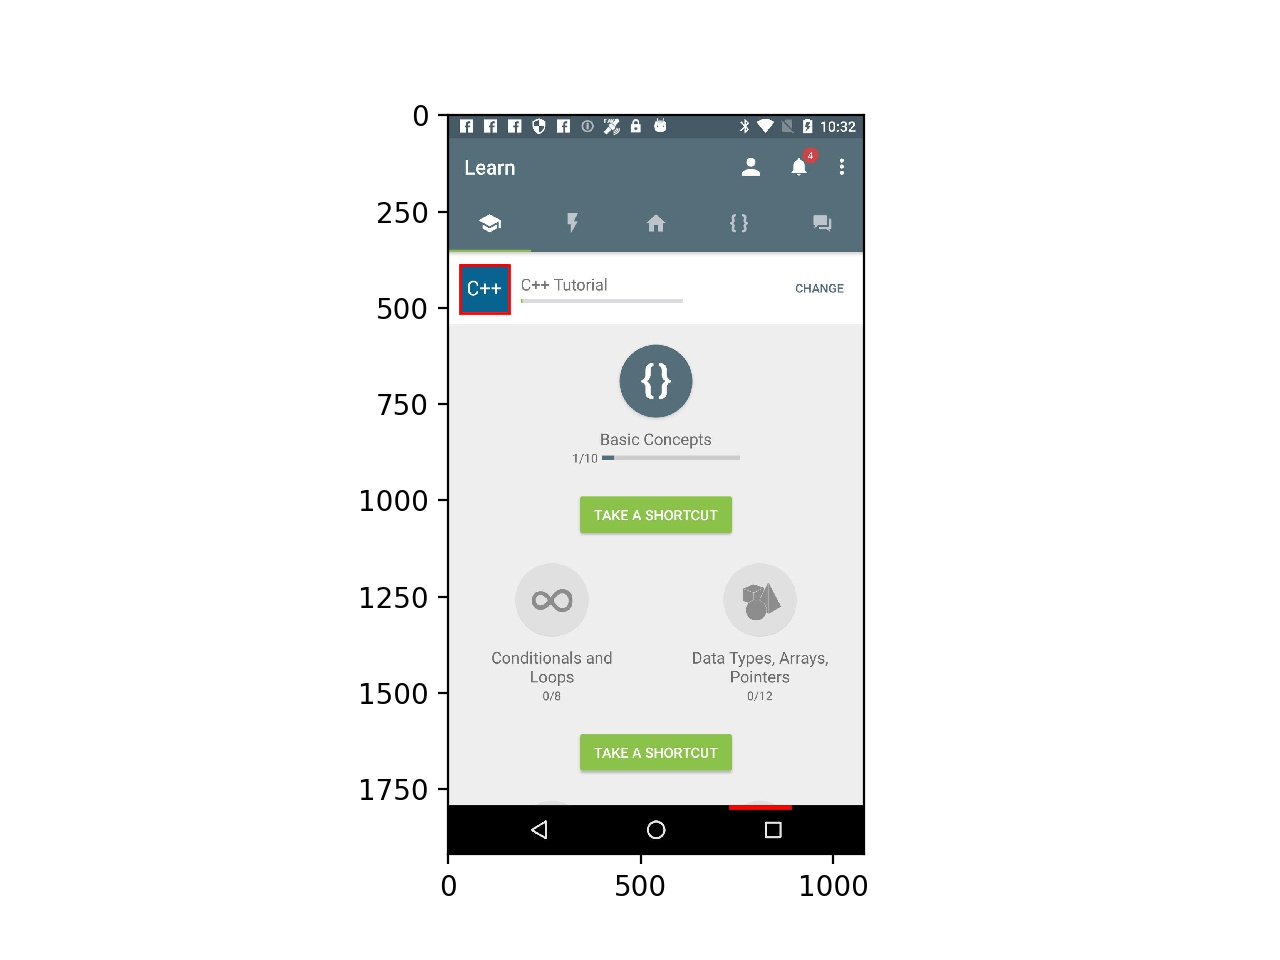 0
250
500
750
1000
1250
1500
1750
10:32
Learn
4
{ }
C++
C++ Tutorial
CHANGE
{}
Basic Concepts
1/10
TAKE A SHORTCUT
Conditionals and
Loops
0/8
Data Types, Arrays,
Pointers
0/12
TAKE A SHORTCUT
0
500
1000